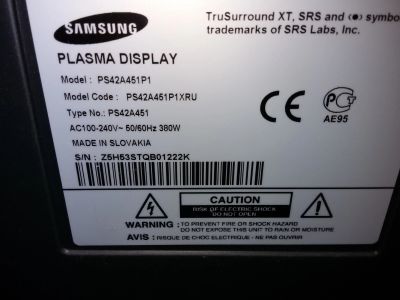 SAMSUNG
TruSurround XT, SRS and (●) symbo
trademarks of SRS Labs, Inc.
PLASMA DISPLAY
Model : PS42A451P1
Model Code : PS42A451P1XRU
Type No.: PS42A451
AC100-240V~ 50/60Hz 380W
MADE IN SLOVAKIA
S/N : Z5H53STQB01222K
CE
PCT
AE95
CAUTION
RISK OF ELECTRIC SHOCK
DO NOT OPEN
WARNING : TO PREVENT FIRE OR SHOCK HAZARD
DO NOT EXPOSE THIS UNIT TO RAIN OR MOISTURE
AVIS : RISQUE DE CHOC ELECTRIQUE - NE PAS OUVRIR